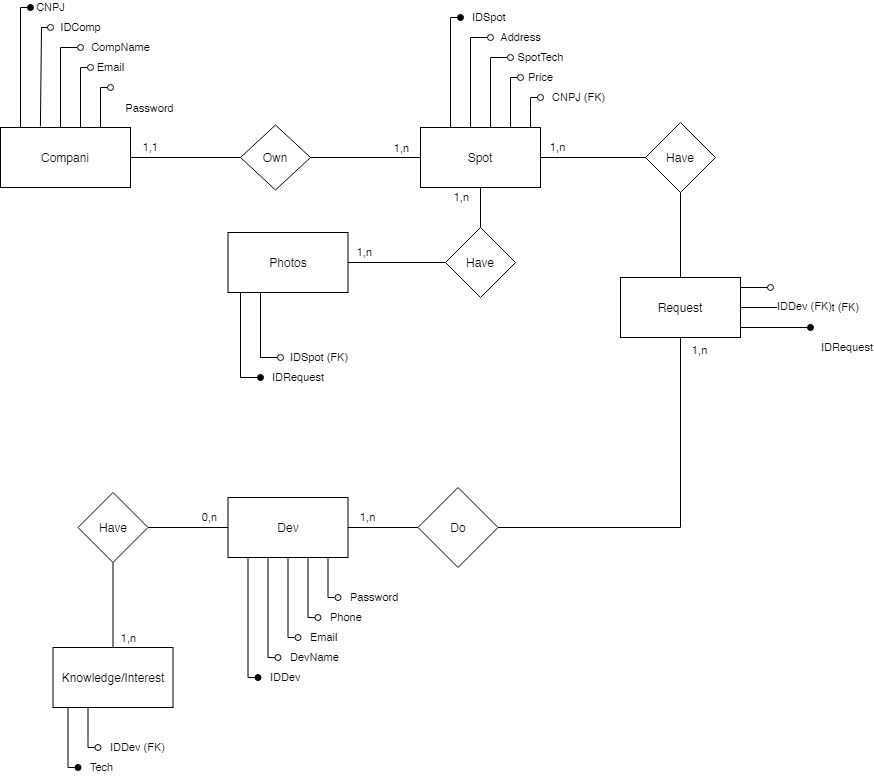 CNPJ
IDComp
CompName
Email
Password
Compani
1,1
Own
1,n
IDSpot
Address
SpotTech
Price
CNPJ (FK)
Spot
1,n
Have
1,n
Photos
1,n
Have
IDSpot (FK)
IDRequest
Request
IDDev (FK)t (FK)
IDRequest
1,n
Have
0,n
Dev
1,n
Do
Password
Phone
Email
DevName
IDDev
1,n
Knowledge/Interest
IDDev (FK)
Tech